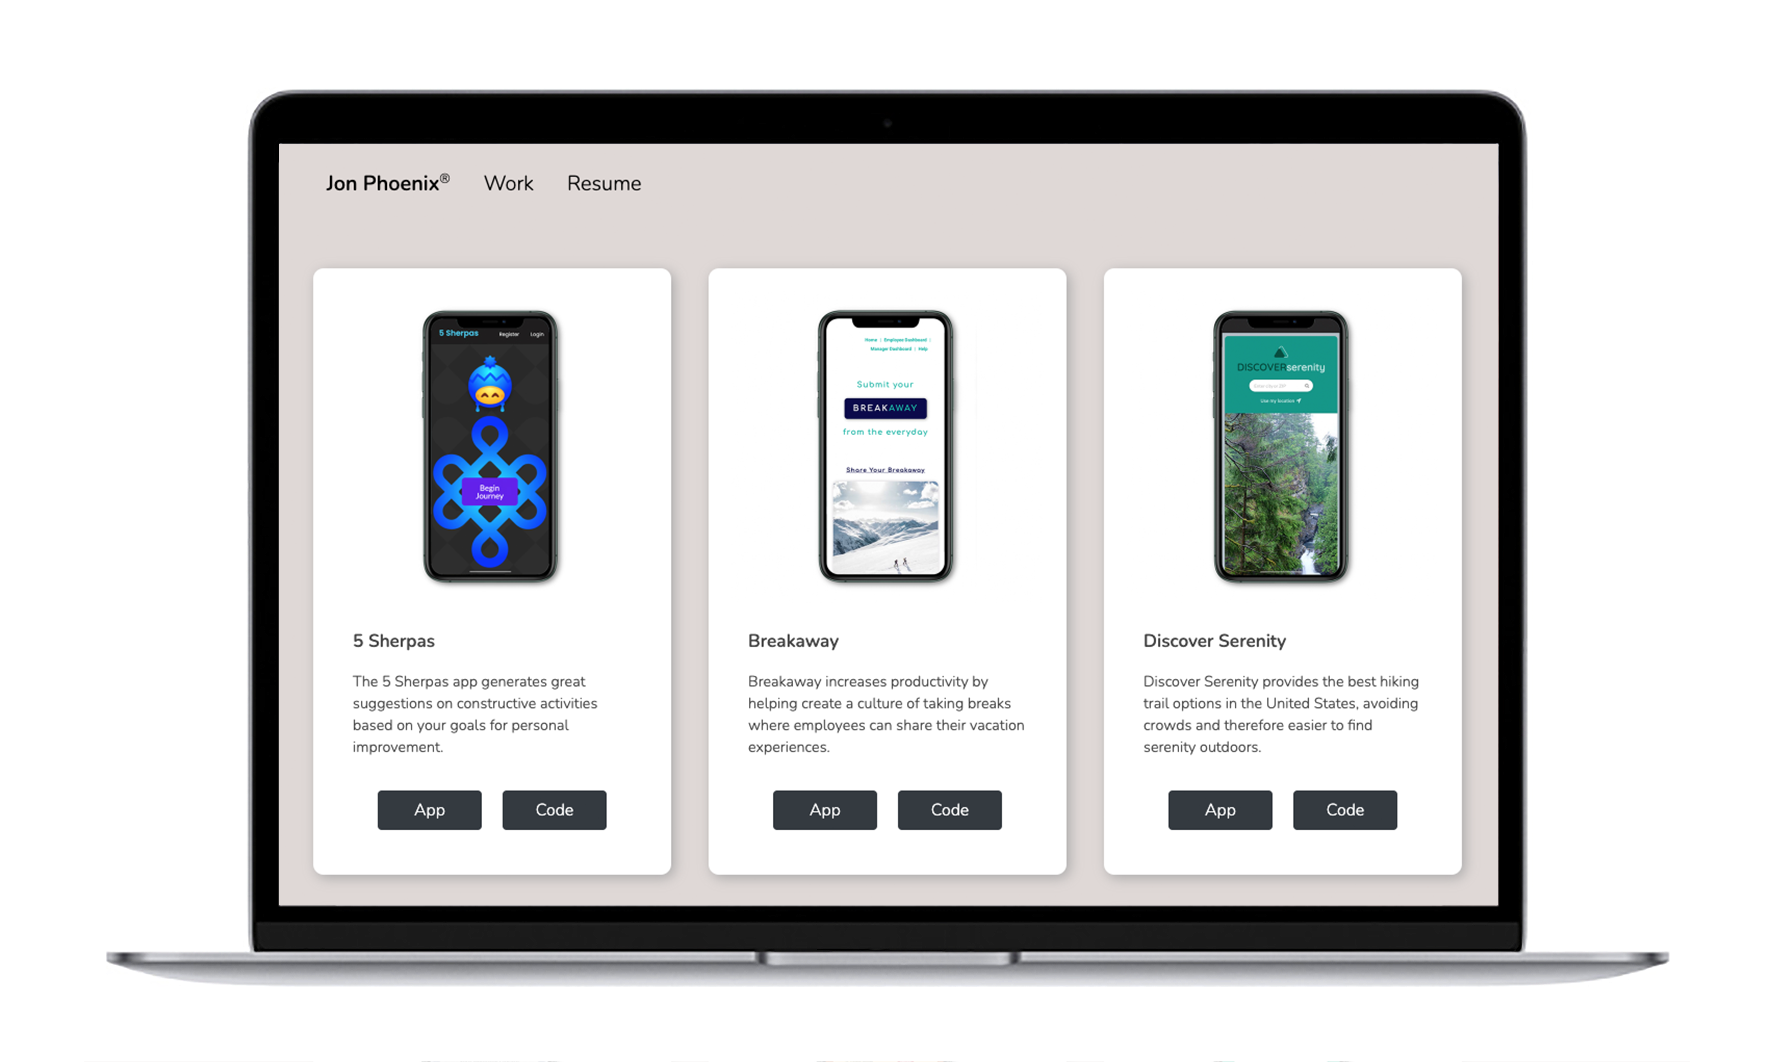 Jon Phoenix® Work Resume
5 Sherpas Register Login
Begin
Journey
5 Sherpas
The 5 Sherpas app generates great
suggestions on constructive activities
based on your goals for personal
improvement.
App Code
Home | Employee Dashboard |
Manager Dashboard | Help
Submit your
BREAKAWAY
from the everyday
Share Your Breakaway
Breakaway
Breakaway increases productivity by
helping create a culture of taking breaks
where employees can share their vacation
experiences.
App Code
DISCOVERserenity
Use my location
Discover Serenity
Discover Serenity provides the best hiking
trail options in the United States, avoiding
crowds and therefore easier to find
serenity outdoors.
App Code